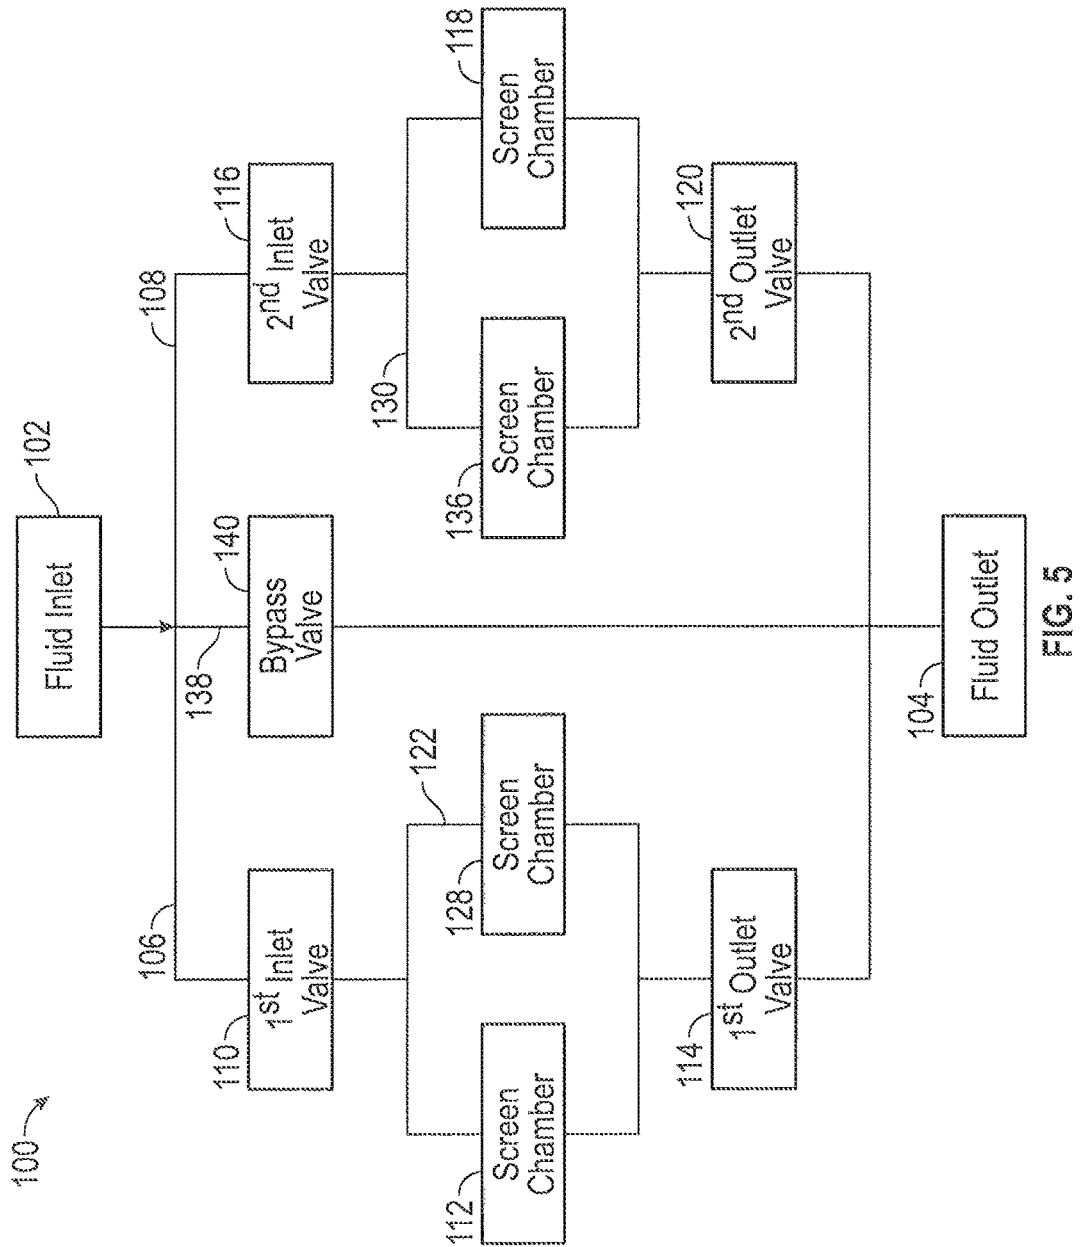 100
Fluid Inlet
102
106
138
108
110
1st Inlet
Valve
Bypass
Valve
140
2nd Inlet
Valve
116
122
130
112
Screen
Chamber
128
Screen
Chamber
136
Screen
Chamber
118
Screen
Chamber
114
1st Outlet
Valve
2nd Outlet
Valve
120
104
Fluid Outlet
FIG. 5